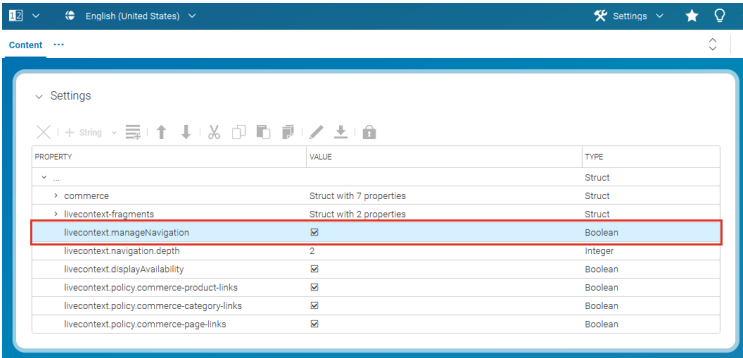 12 English (United States) Settings
Content ...
Settings
+ String
PROPERTY VALUE TYPE
... Struct
commerce Struct with 7 properties Struct
livecontext-fragments Struct with 2 properties Struct
livecontext.manageNavigation Boolean
livecontext.navigation.depth 2 Integer
livecontext.displayAvailability Boolean
livecontext.policy.commerce-product-links Boolean
livecontext.policy.commerce-category-links Boolean
livecontext.policy.commerce-page-links Boolean